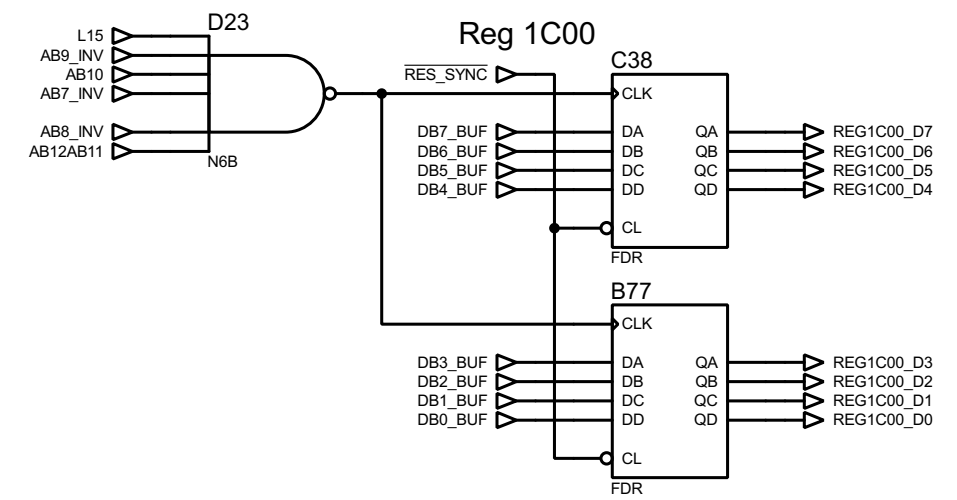 D23
L15
AB9_INV
AB10
AB7_INV
AB8_INV
AB12AB11
N6B
Reg 1C00
RES_SYNC
C38
CLK
DB7_BUF DA QA REG1C00_D7
DB6_BUF DB QB REG1C00_D6
DB5_BUF DC QC REG1C00_D5
DB4_BUF DD QD REG1C00_D4
CL
FDR
B77
CLK
DB3_BUF DA QA REG1C00_D3
DB2_BUF DB QB REG1C00_D2
DB1_BUF DC QC REG1C00_D1
DB0_BUF DD QD REG1C00_D0
CL
FDR